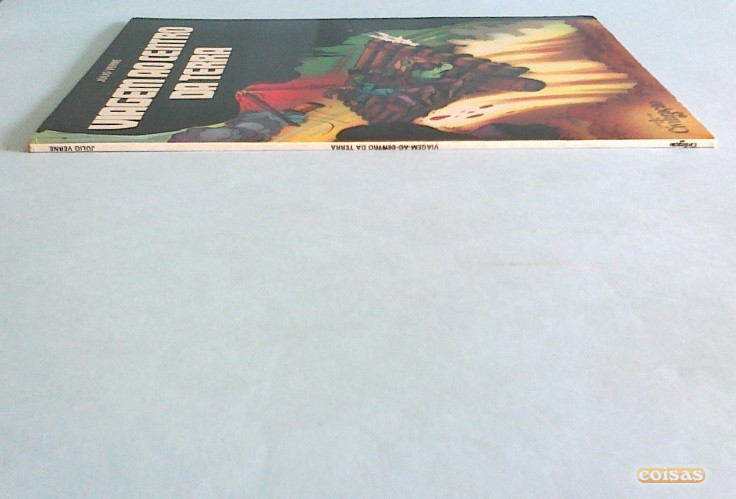 JÚLIO VERNE
VIAGEM AO CENTRO
DA TERRA
JÚLIO VERNE
VIAGEM AO CENTRO DA TERRA
coisas